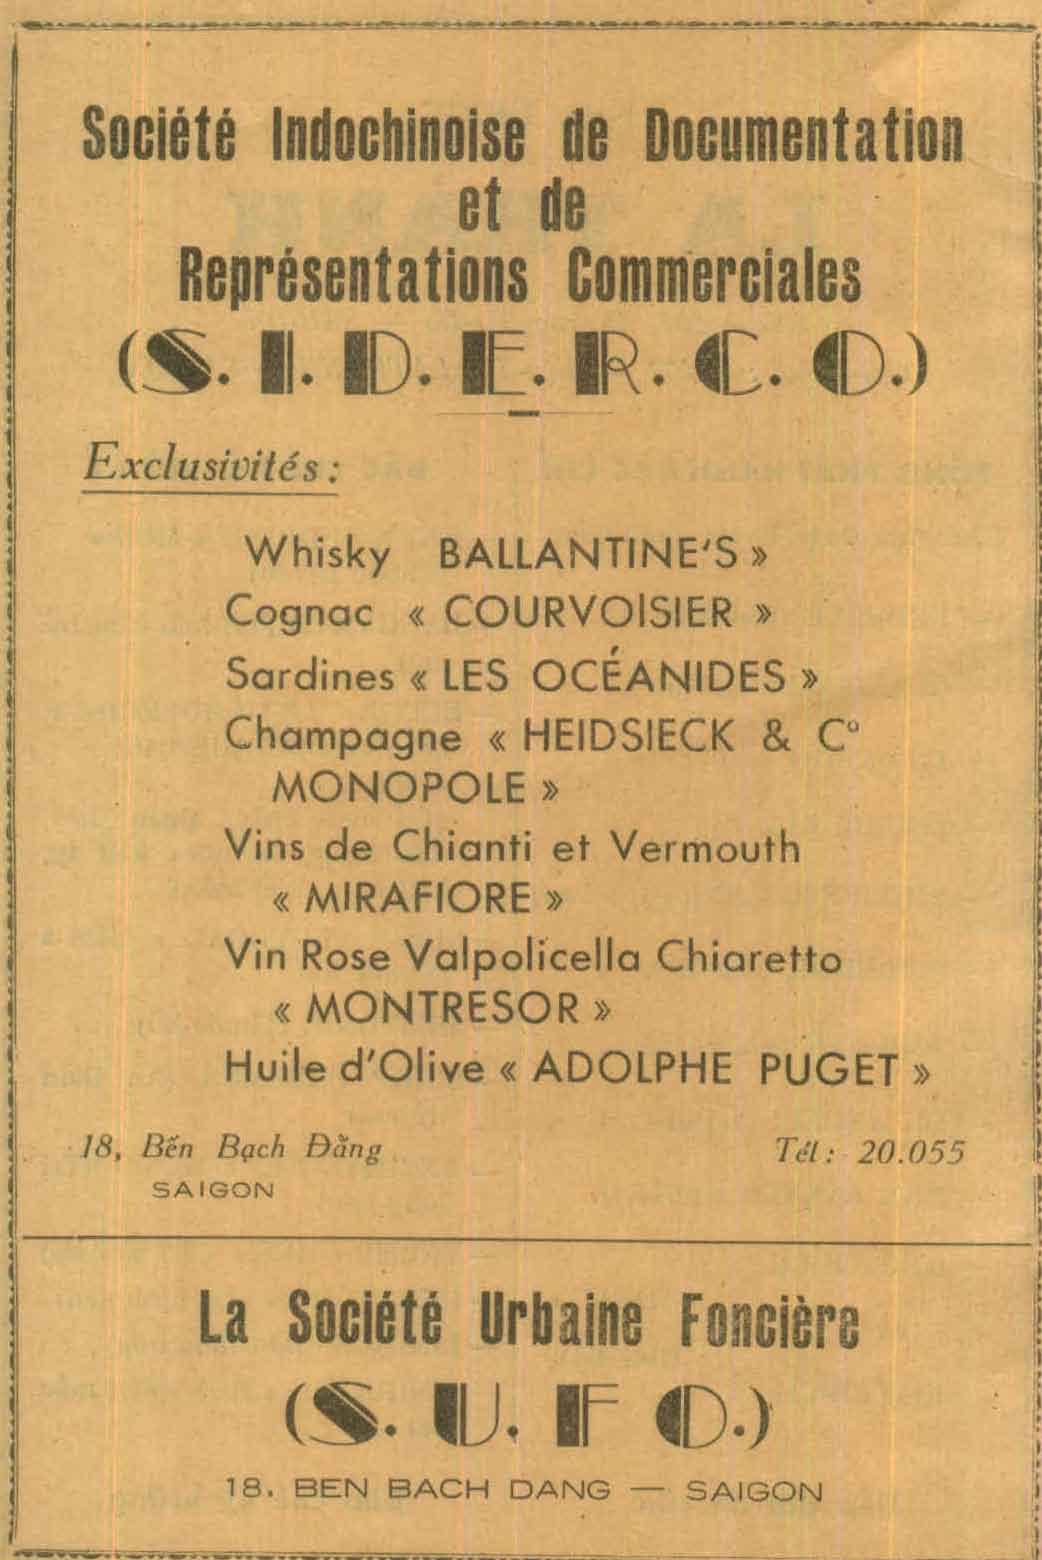 Société Indochinoise de Documentation
et de
Représentations Commerciales
(S. I. D. E. R. C. O.)
Exclusivités :
Whisky BALLANTINE'S »
Cognac « COURVOISIER »
Sardines « LES OCÉANIDES »
Champagne « HEIDSIECK & Cº
MONOPOLE »
Vins de Chianti et Vermouth
« MIRAFIORE »
Vin Rose Valpolicella Chiaretto
« MONTRESOR »
Huile d'Olive « ADOLPHE PUGET »
18, Bến Bạch Đằng Tél : 20.055
SAIGON
La Société Urbaine Foncière
(S. U. F O.)
18. BEN BACH DANG — SAIGON